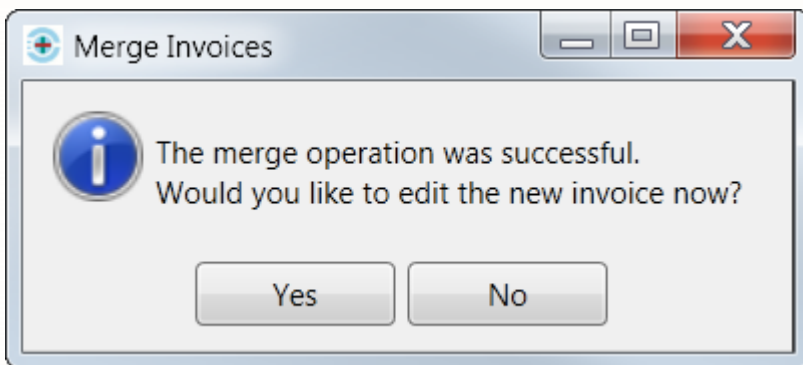 Merge Invoices
The merge operation was successful.
Would you like to edit the new invoice now?
Yes No